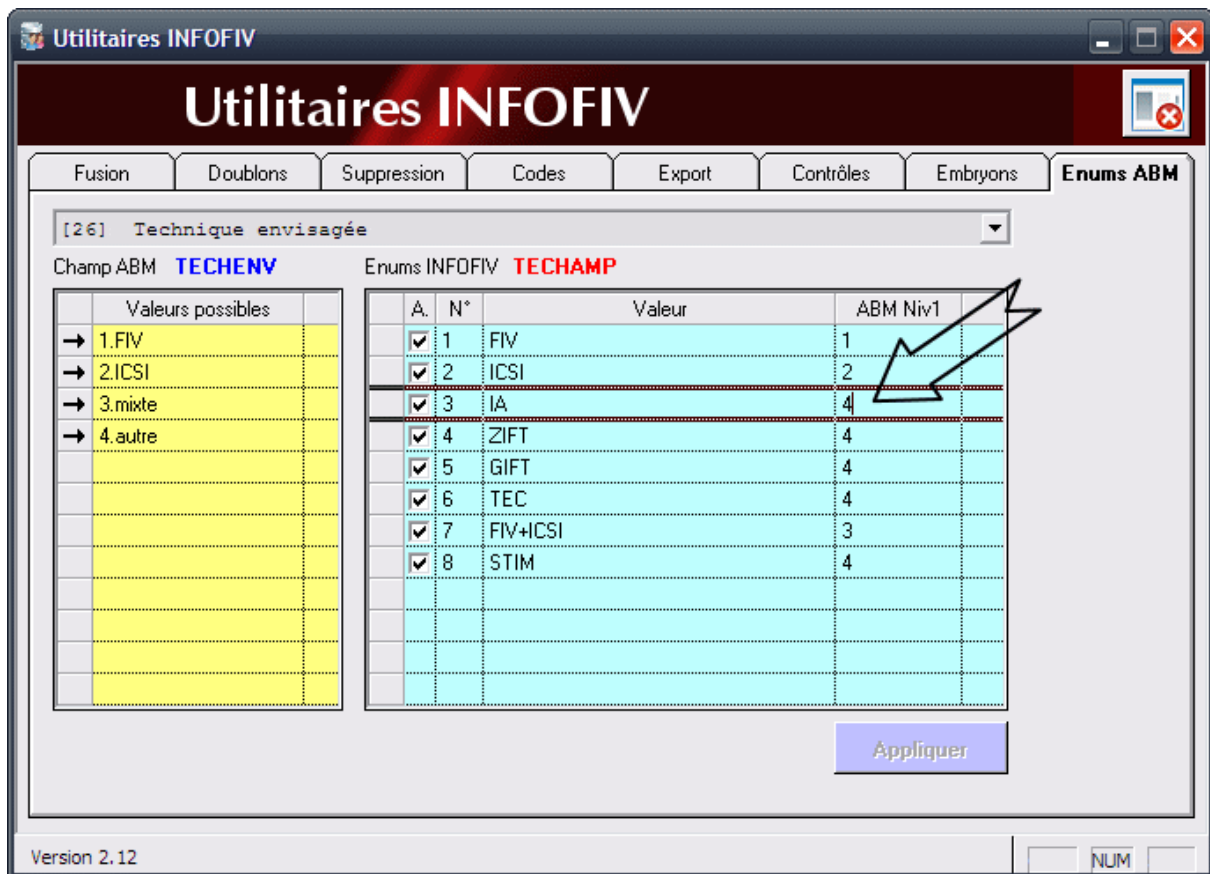 Utilitaires INFOFIV
Utilitaires INFOFIV
Fusion Doublons Suppression Codes Export Contrôles Embryons Enums ABM
[26] Technique envisagée
Champ ABM TECHENV Enums INFOFIV TECHAMP
Valeurs possibles A. N° Valeur ABM Niv1
1.FIV 1 FIV 1
2.ICSI 2 ICSI 2
3.mixte 3 IA 4
4.autre 4 ZIFT 4
5 GIFT 4
6 TEC 4
7 FIV+ICSI 3
8 STIM 4
Appliquer
Version 2.12 NUM